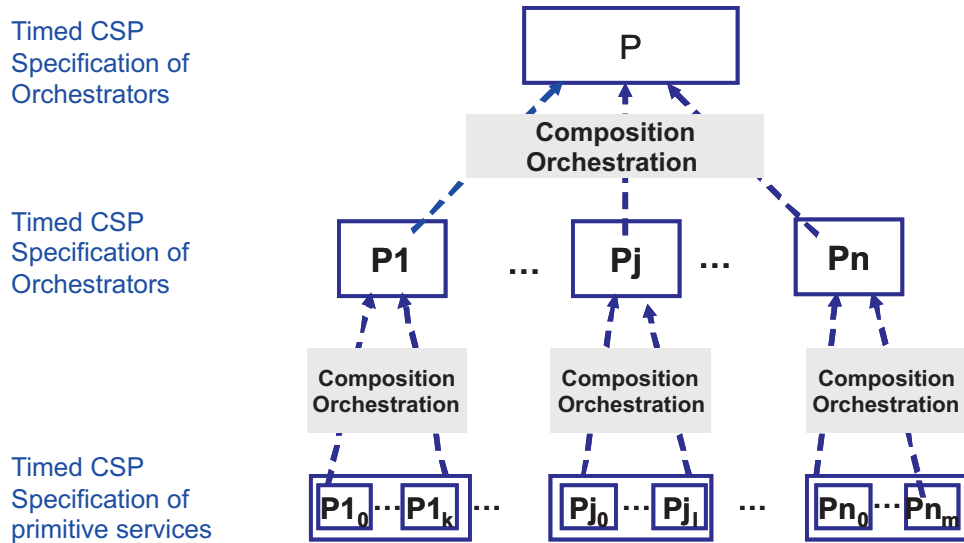 Timed CSP
Specification of
Orchestrators
P
Composition
Orchestration
Timed CSP
Specification of
Orchestrators
P1 ... Pj ... Pn
Composition
Orchestration
Composition
Orchestration
Composition
Orchestration
Timed CSP
Specification of
primitive services
P1₀ ... P1ₖ ... Pj₀ ... Pjₗ ... Pn₀ ... Pnₘ